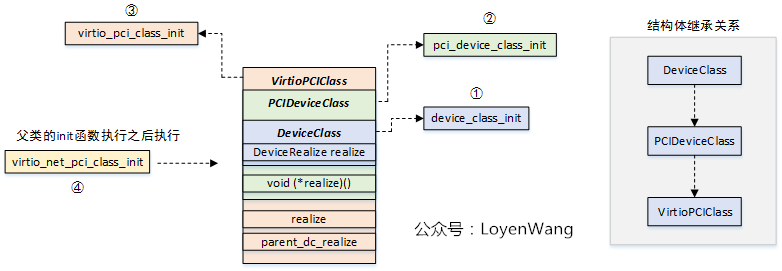 ③
virtio_pci_class_init
②
pci_device_class_init
①
device_class_init
VirtioPCIClass
PCIDeviceClass
DeviceClass
DeviceRealize realize
void (*realize)()
realize
parent_dc_realize
父类的init函数执行之后执行
virtio_net_pci_class_init
④
公众号：LoyenWang
结构体继承关系
DeviceClass
PCIDeviceClass
VirtioPCIClass